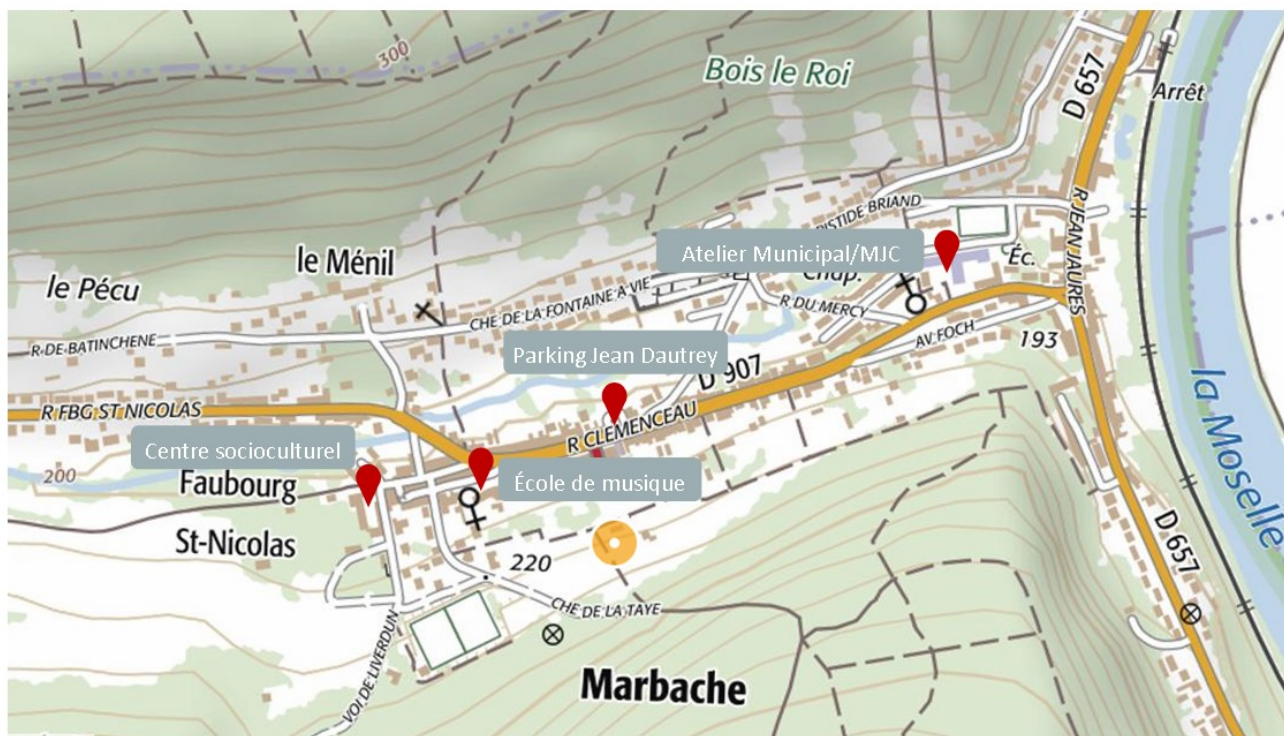 300
Bois le Roi
D 657
Arrêt
PISTIDE BRIAND
Atelier Municipal/MJC
le Ménil
Chap.
Éc.
R JEAN JAURES
le Pécu
CHE DE LA FONTAINE A VIE
R DU MERCY
R DE BATINCHENE
Parking Jean Dautrey
AV FOCH
193
D 907
la Moselle
R FBG ST NICOLAS
R CLEMENCEAU
Centre socioculturel
200
Faubourg
St-Nicolas
École de musique
220
D 657
CHE DE LA TAYE
VOI DE LIVERDUN
Marbache